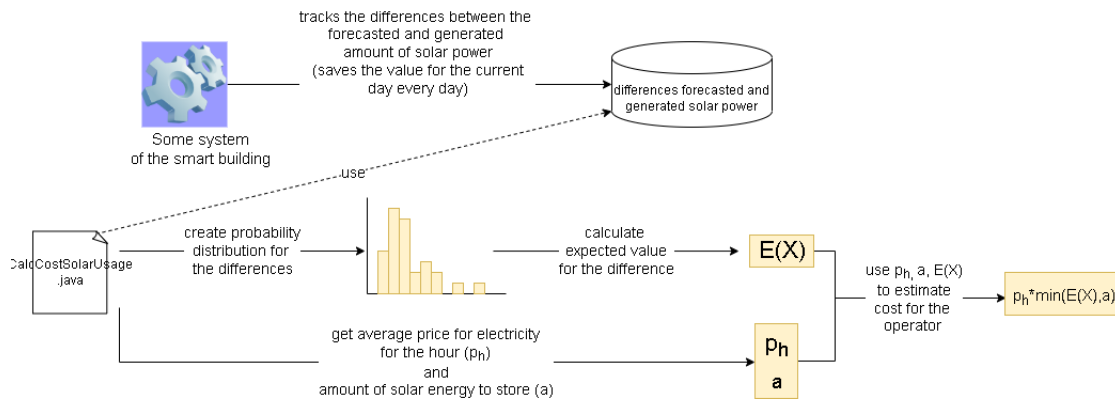 tracks the differences between the
forecasted and generated
amount of solar power
(saves the value for the current
day every day)
differences forecasted and
generated solar power
Some system
of the smart building
use
CalcCostSolarUsage
.java
create probability
distribution for
the differences
calculate
expected value
for the difference
E(X)
use pₕ, a, E(X)
to estimate
cost for the
operator
pₕ*min(E(X),a)
get average price for electricity
for the hour (pₕ)
and
amount of solar energy to store (a)
pₕ
a